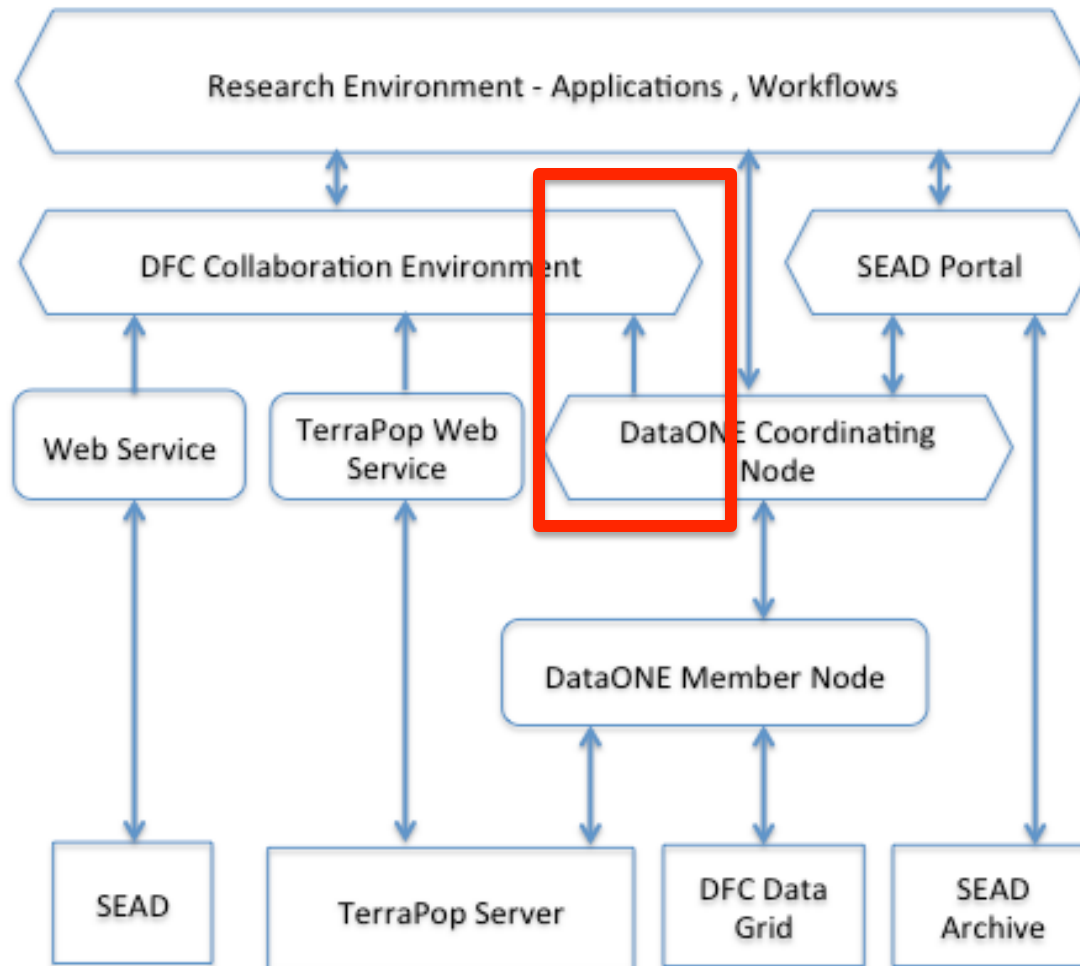 Research Environment - Applications , Workflows
DFC Collaboration Environment
SEAD Portal
Web Service
TerraPop Web
Service
DataONE Coordinating
Node
DataONE Member Node
SEAD
TerraPop Server
DFC Data
Grid
SEAD
Archive